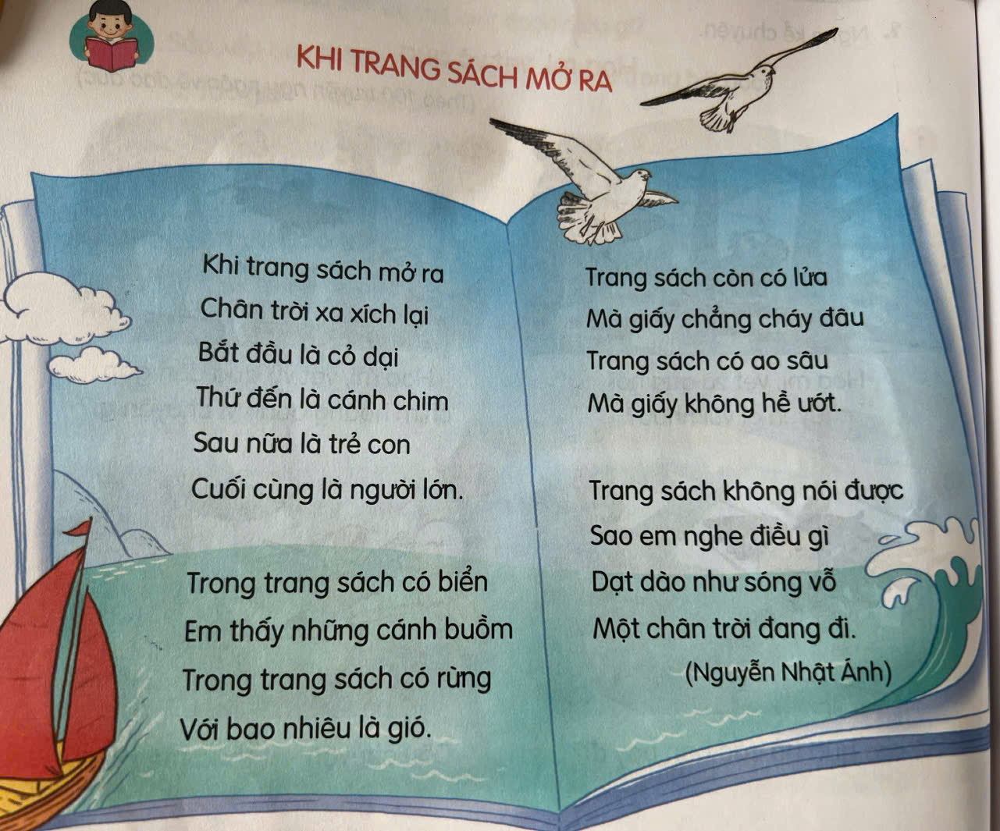 KHI TRANG SÁCH MỞ RA
Khi trang sách mở ra
Chân trời xa xích lại
Bắt đầu là cỏ dại
Thứ đến là cánh chim
Sau nữa là trẻ con
Cuối cùng là người lớn.
Trong trang sách có biển
Em thấy những cánh buồm
Trong trang sách có rừng
Với bao nhiêu là gió.
Trang sách còn có lửa
Mà giấy chẳng cháy đâu
Trang sách có ao sâu
Mà giấy không hề ướt.
Trang sách không nói được
Sao em nghe điều gì
Dạt dào như sóng vỗ
Một chân trời đang đi.
(Nguyễn Nhật Ánh)